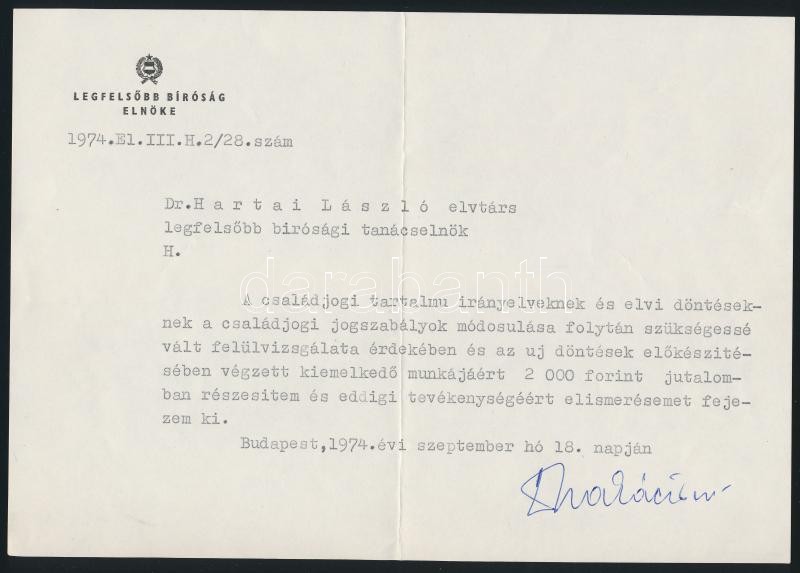 LEGFELSŐBB BÍRÓSÁG
ELNÖKE
1974.El.III.H.2/28.szám
Dr.H a r t a i L á s z l ó elvtárs
legfelsőbb birósági tanácselnök
H.
darabanth
A családjogi tartalmu irányelveknek és elvi döntések-
nek a családjogi jogszabályok módosulása folytán szükségessé
vált felülvizsgálata érdekében és az uj döntések előkészité-
sében végzett kiemelkedő munkájáért 2 000 forint jutalom-
ban részesitem és eddigi tevékenységéért elismerésemet feje-
zem ki.
Budapest,1974.évi szeptember hó 18. napján